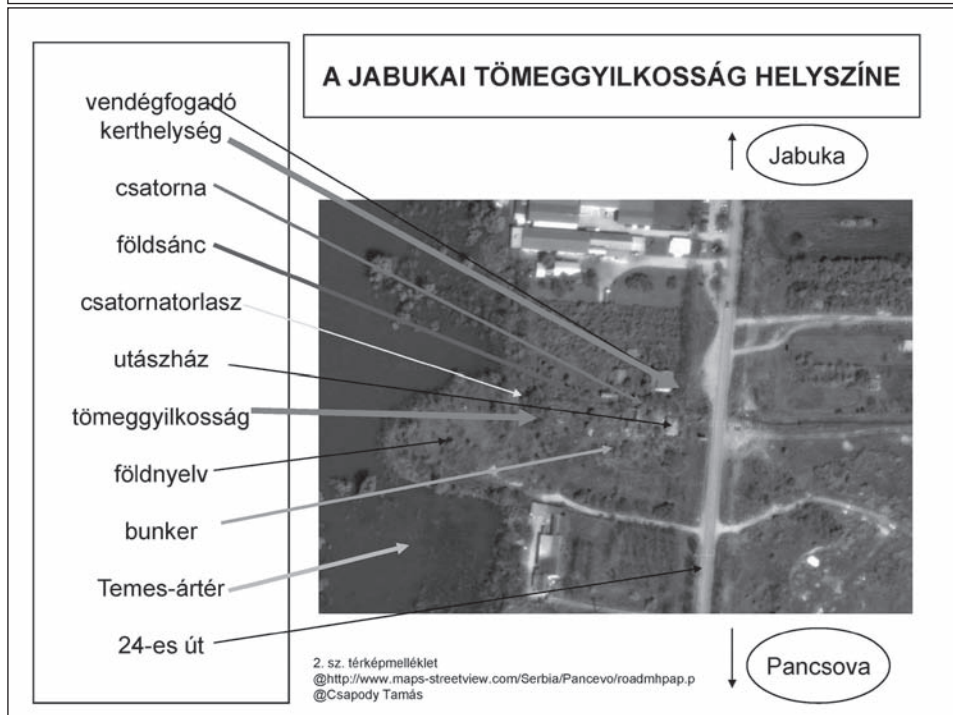 A JABUKAI TÖMEGGYILKOSSÁG HELYSZÍNE
vendégfogadó
kerthelység
csatorna
földsánc
csatornatorlasz
utászház
tömeggyilkosság
földnyelv
bunker
Temes-ártér
24-es út
Jabuka
Pancsova
2. sz. térképmelléklet
@http://www.maps-streetview.com/Serbia/Pancevo/roadmhpap.p
@Csapody Tamás